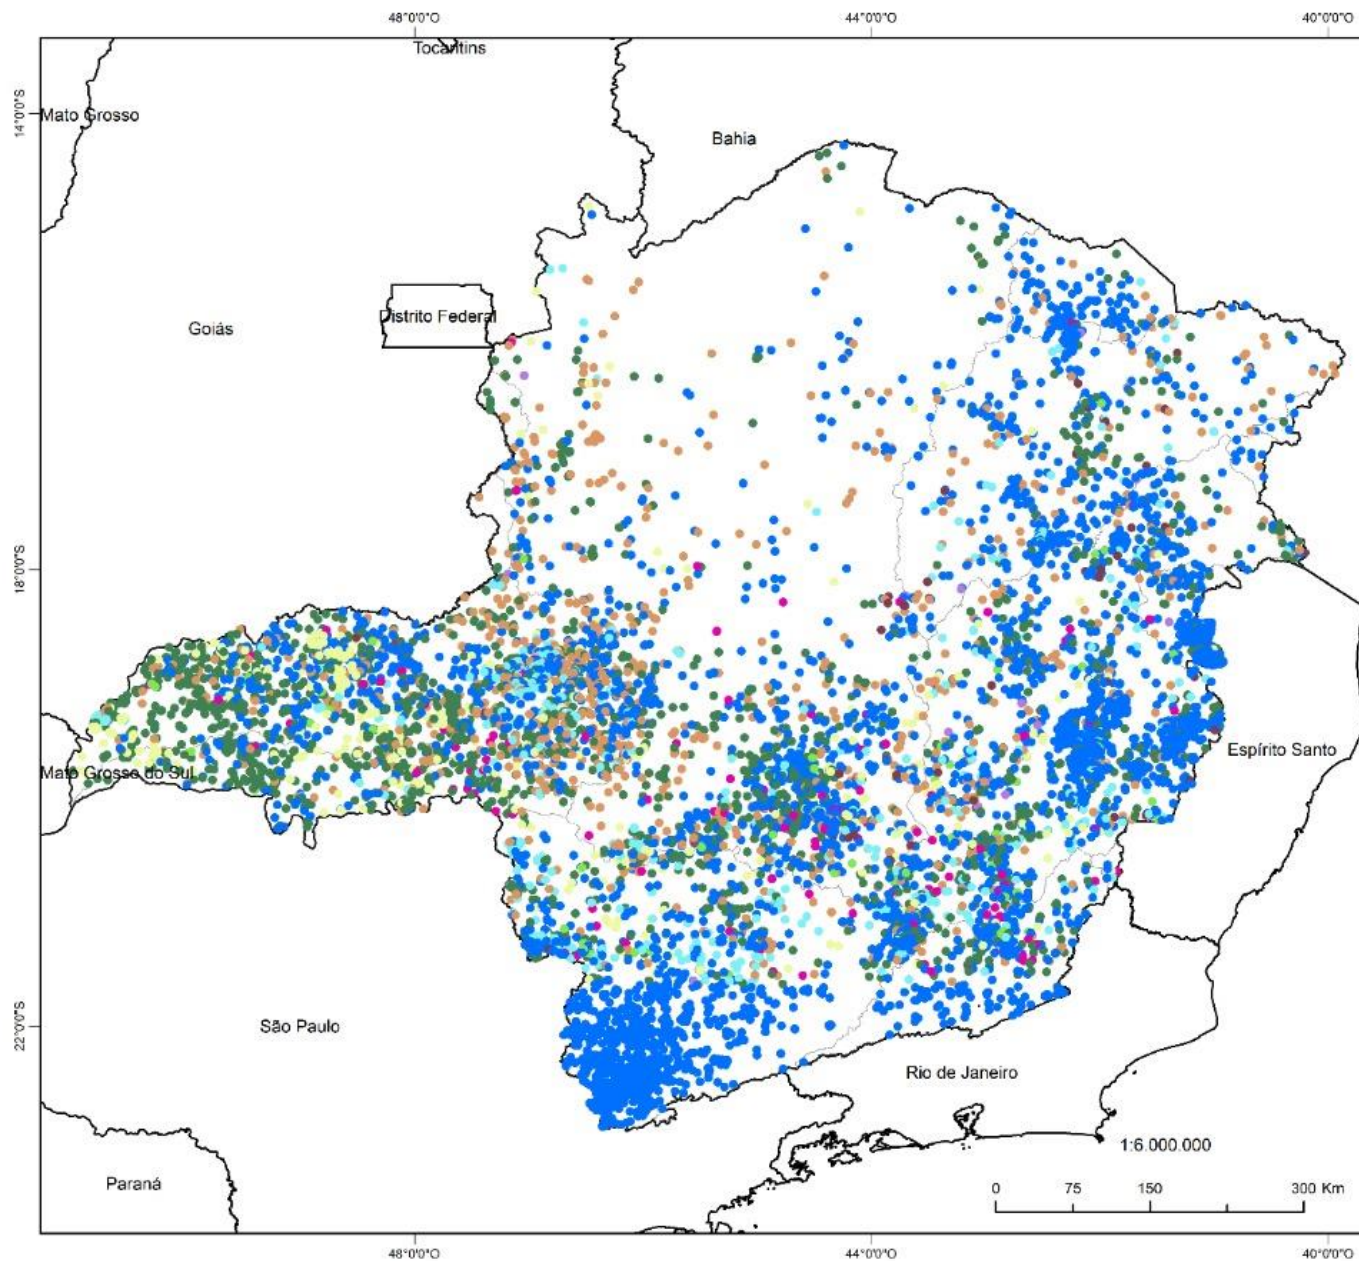 48°0'0"O
44°0'0"O
40°0'0"O
Tocantins
14°0'0"S
Mato Grosso
Bahia
Goiás
Distrito Federal
18°0'0"S
Espírito Santo
Mato Grosso do Sul
22°0'0"S
São Paulo
Rio de Janeiro
1:6.000.000
Paraná
0 75 150 300 Km
48°0'0"O
44°0'0"O
40°0'0"O